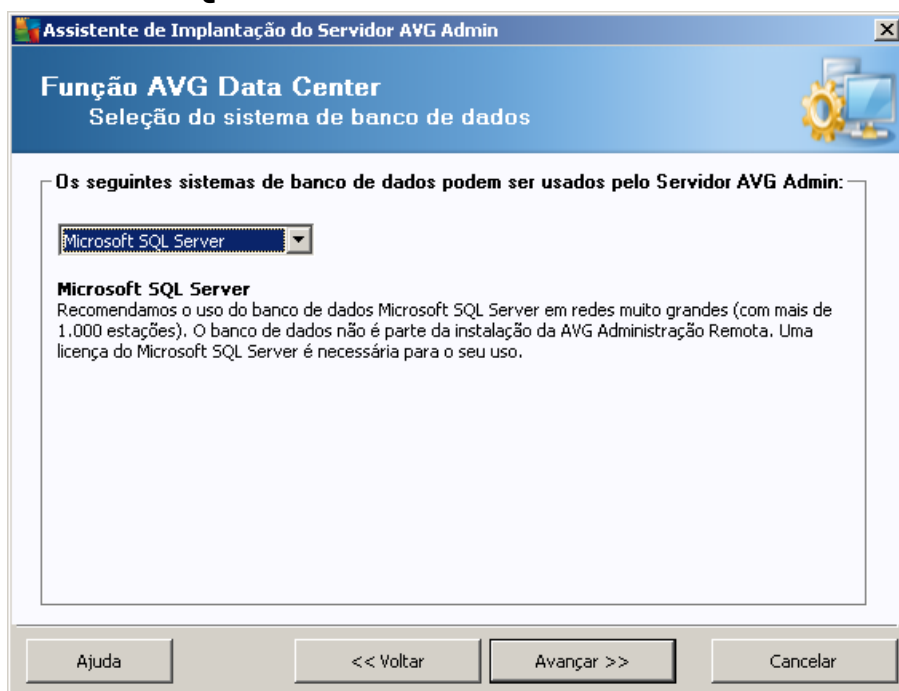 Assistente de Implantação do Servidor AVG Admin
Função AVG Data Center
Seleção do sistema de banco de dados
Os seguintes sistemas de banco de dados podem ser usados pelo Servidor AVG Admin:
Microsoft SQL Server
Microsoft SQL Server
Recomendamos o uso do banco de dados Microsoft SQL Server em redes muito grandes (com mais de
1.000 estações). O banco de dados não é parte da instalação da AVG Administração Remota. Uma
licença do Microsoft SQL Server é necessária para o seu uso.
Ajuda
<< Voltar
Avançar >>
Cancelar